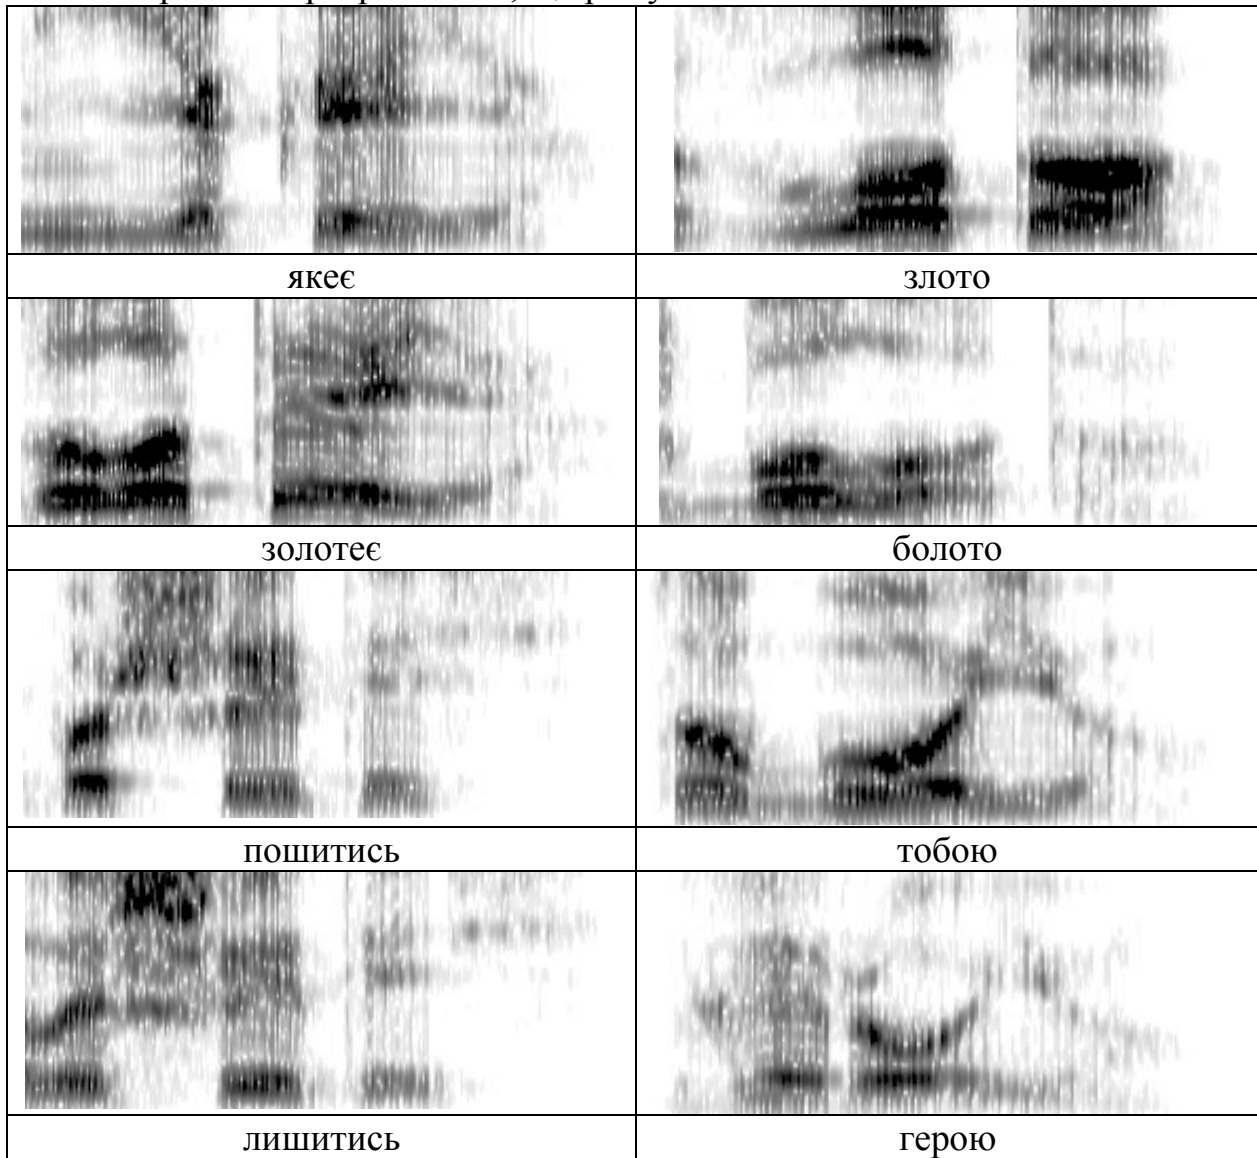 якеє
злото
золотеє
болото
пошитись
тобою
лишитись
герою